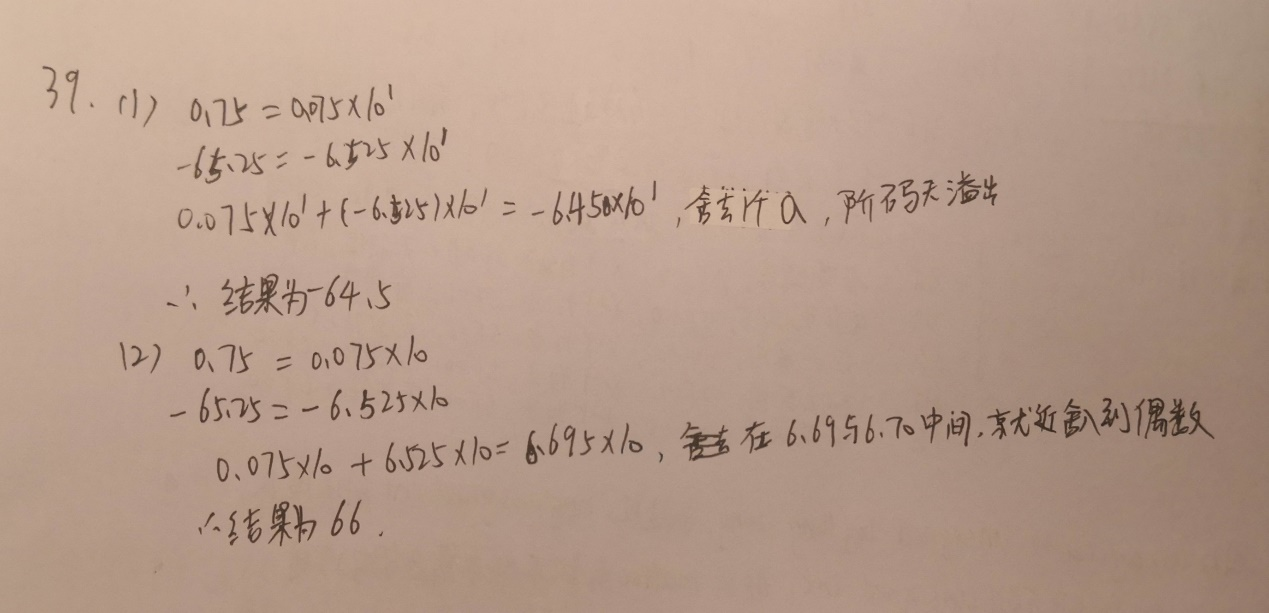 39. (1) 0.75 = 0.075×10¹
-65.25 = -6.525×10¹
0.075×10¹+(-6.525)×10¹ = -6.450×10¹,舍去1个0,阶码无溢出
∴ 结果为-64.5
(2) 0.75 = 0.075×10
-65.25 = -6.525×10
0.075×10 + 6.525×10 = 6.695×10, 在6.69与6.70中间,就近舍入到偶数
∴结果为 66.